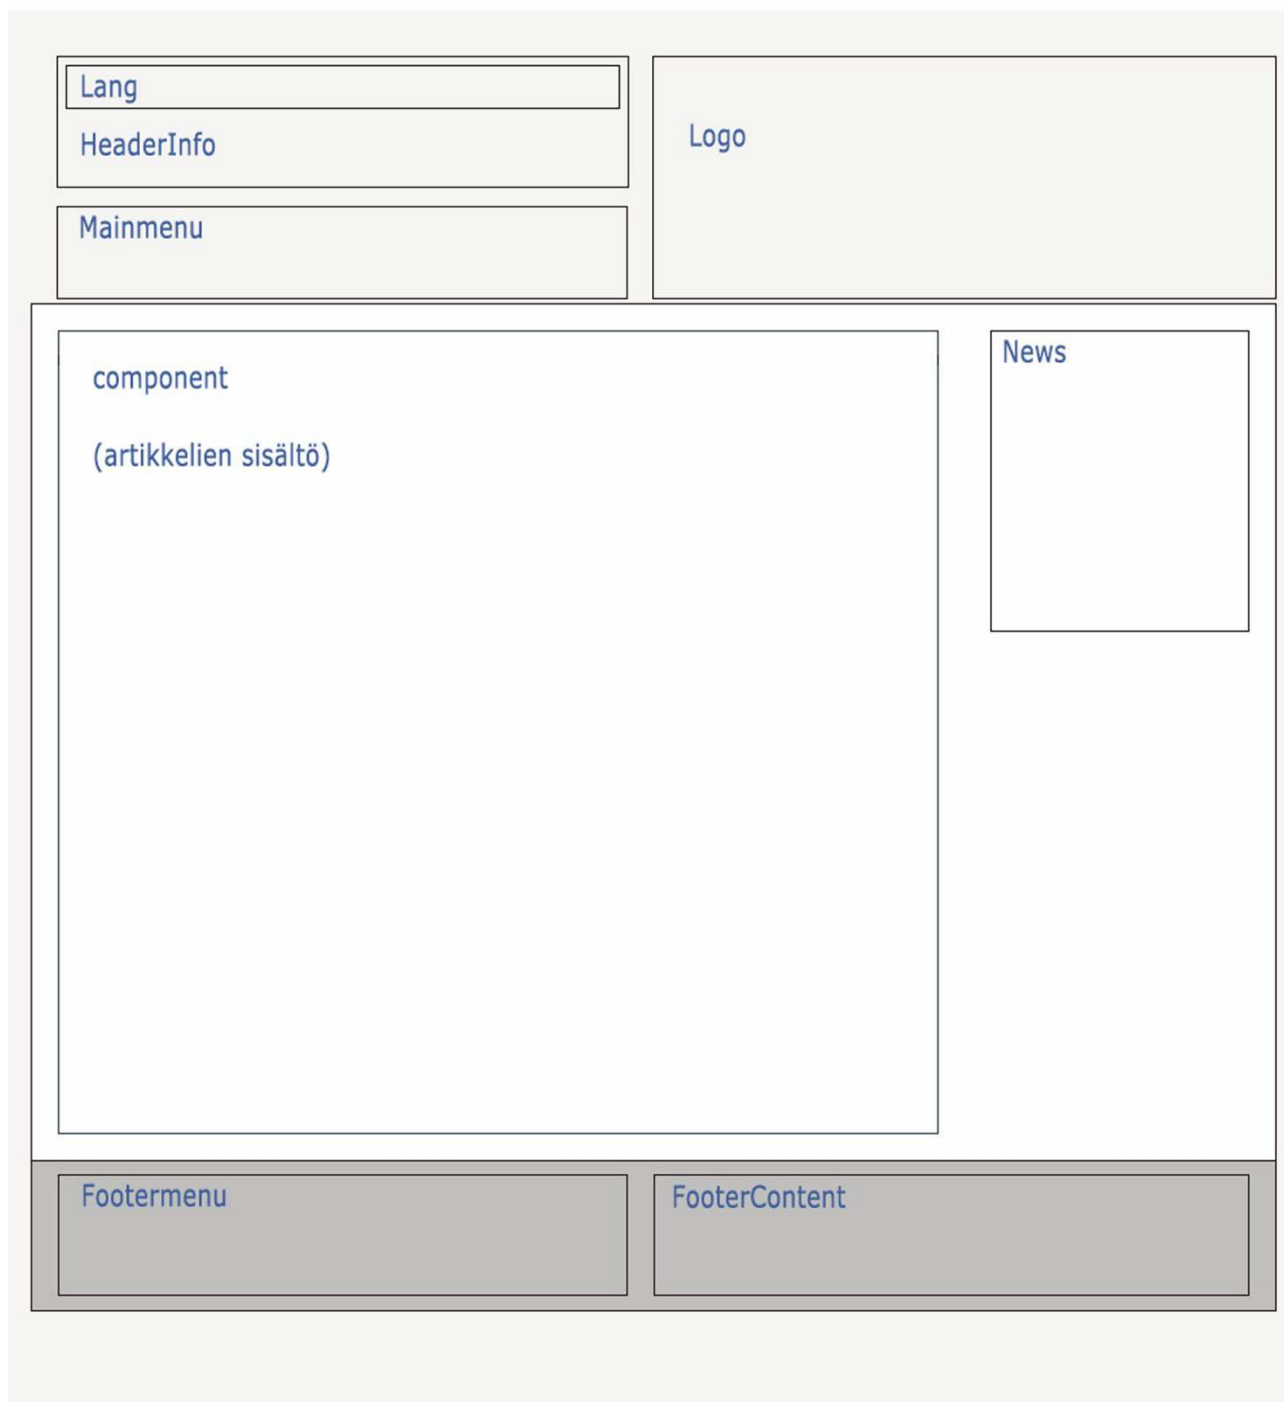 Lang
HeaderInfo
Logo
Mainmenu
component
(artikkelien sisältö)
News
Footermenu
FooterContent